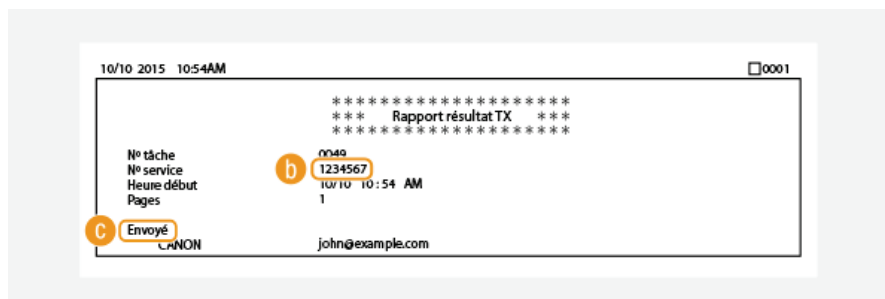 10/10 2015 10:54AM 0001
* * * * * * * * * * * * * * * * * * * *
* * * Rapport résultat TX * * *
* * * * * * * * * * * * * * * * * * * *
Nº tâche 0049
Nº service b 1234567
Heure début 10/10 10:54 AM
Pages 1
C Envoyé
CANON john@example.com